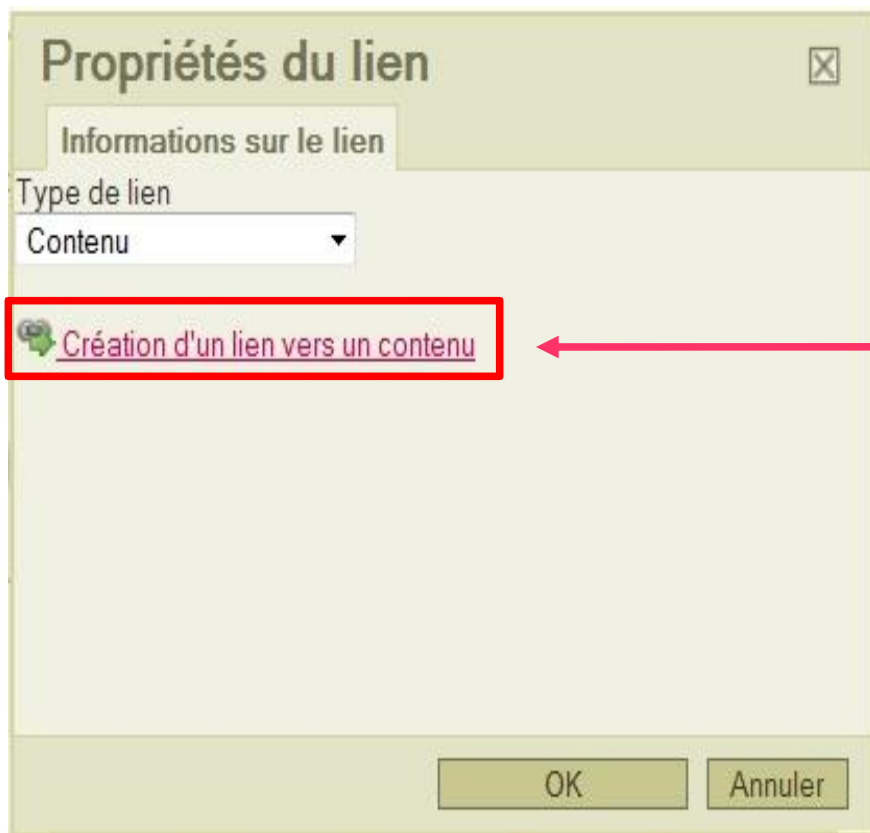 Propriétés du lien
Informations sur le lien
Type de lien
Contenu
Création d'un lien vers un contenu
OK
Annuler